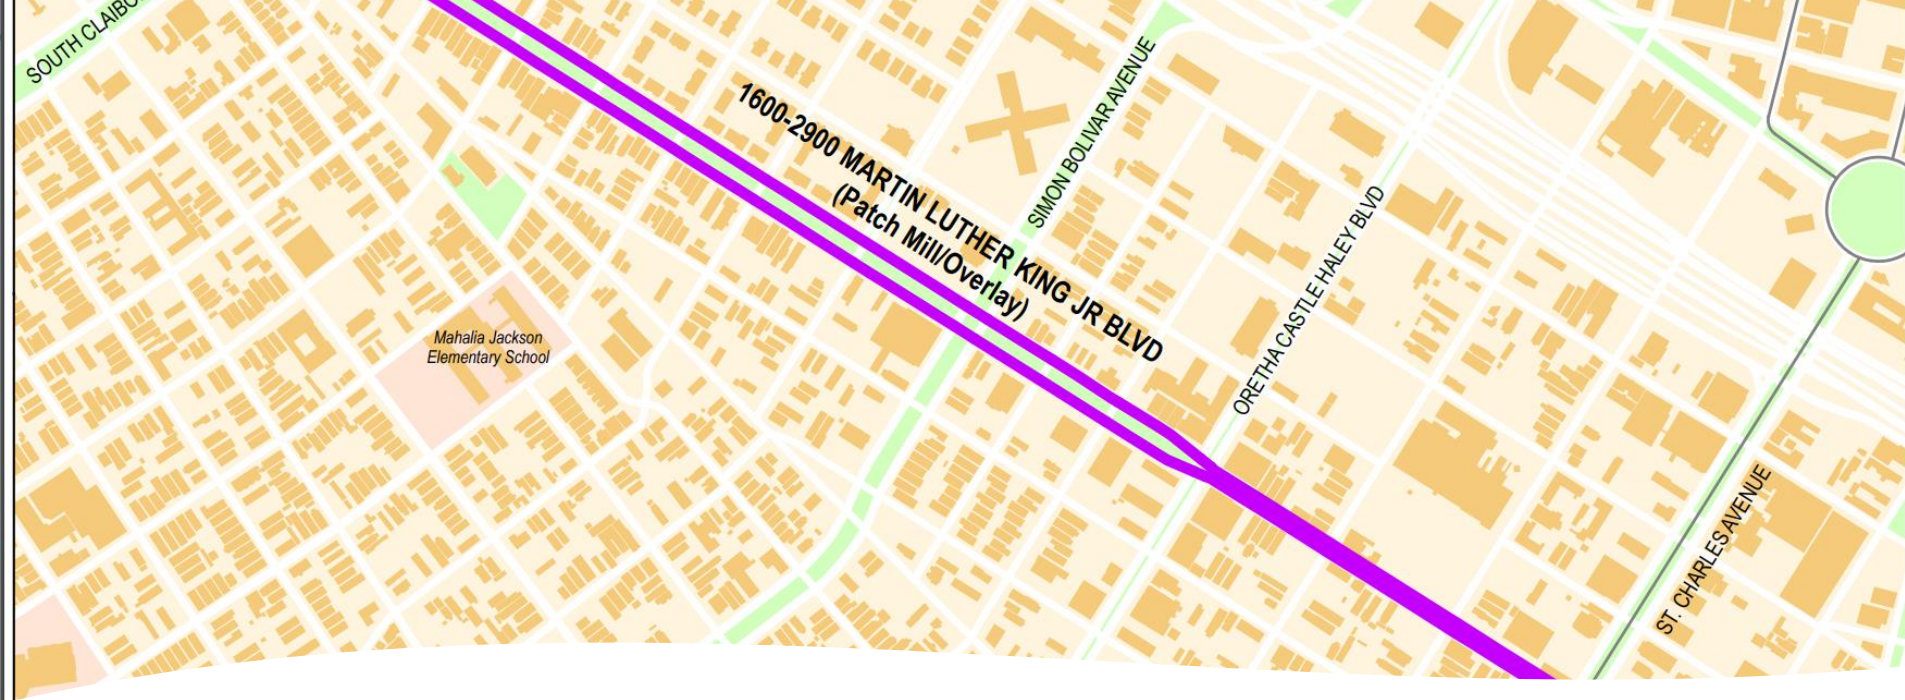 SOUTH CLAIBO
1600-2900 MARTIN LUTHER KING JR BLVD
(Patch Mill/Overlay)
SIMON BOLIVAR AVENUE
ORETHA CASTLE HALEY BLVD
Mahalia Jackson
Elementary School
ST. CHARLES AVENUE